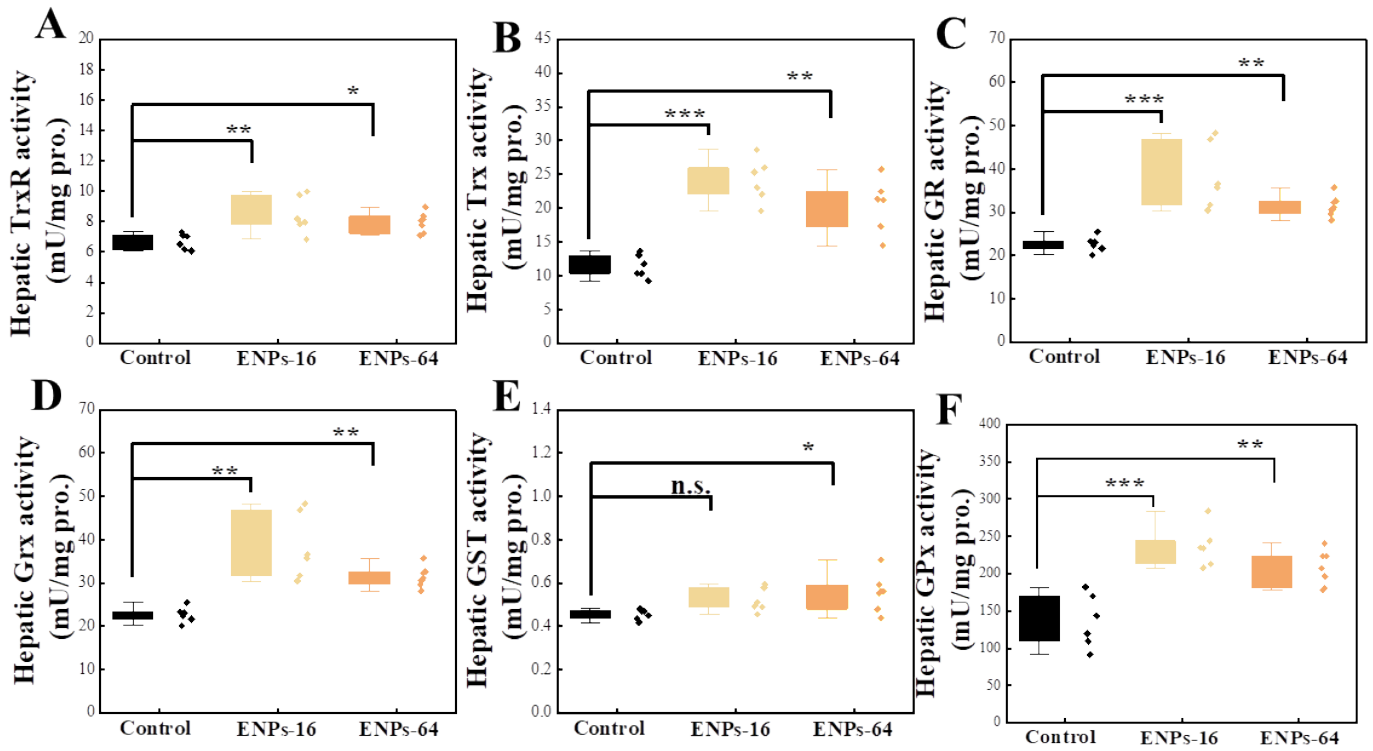 A
Hepatic TrxR activity
(mU/mg pro.)
20
18
16
14
12
10
8
6
4
2
0
**
*
Control
ENPs-16
ENPs-64
B
Hepatic Trx activity
(mU/mg pro.)
45
40
35
30
25
20
15
10
5
0
***
**
Control
ENPs-16
ENPs-64
C
Hepatic GR activity
(mU/mg pro.)
70
60
50
40
30
20
10
0
***
**
Control
ENPs-16
ENPs-64
D
Hepatic Grx activity
(mU/mg pro.)
70
60
50
40
30
20
10
0
**
**
Control
ENPs-16
ENPs-64
E
Hepatic GST activity
(mU/mg pro.)
1.4
1.2
1.0
0.8
0.6
0.4
0.2
0.0
n.s.
*
Control
ENPs-16
ENPs-64
F
Hepatic GPx activity
(mU/mg pro.)
400
350
300
250
200
150
100
50
0
***
**
Control
ENPs-16
ENPs-64